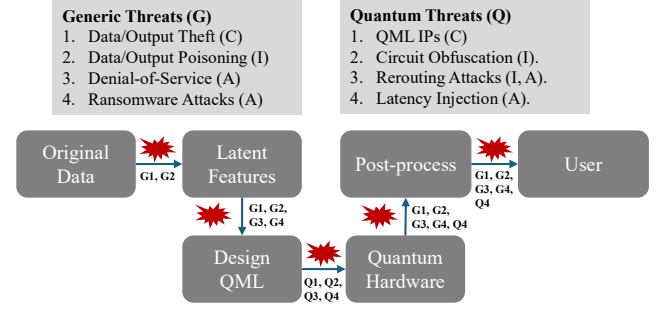 Generic Threats (G)
1. Data/Output Theft (C)
2. Data/Output Poisoning (I)
3. Denial-of-Service (A)
4. Ransomware Attacks (A)
Quantum Threats (Q)
1. QML IPs (C)
2. Circuit Obfuscation (I).
3. Rerouting Attacks (I, A).
4. Latency Injection (A).
Original
Data
G1, G2
Latent
Features
G1, G2,
G3, G4
Design
QML
Q1, Q2,
Q3, Q4
Quantum
Hardware
G1, G2,
G3, G4, Q4
Post-process
G1, G2,
G3, G4,
Q4
User